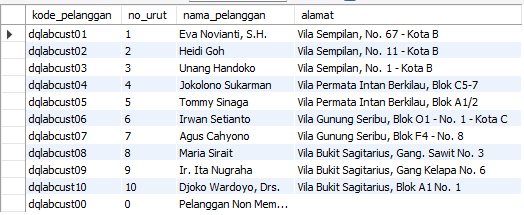 kode_pelanggan no_urut nama_pelanggan alamat
dqlabcust01 1 Eva Novianti, S.H. Vila Sempilan, No. 67 - Kota B
dqlabcust02 2 Heidi Goh Vila Sempilan, No. 11 - Kota B
dqlabcust03 3 Unang Handoko Vila Sempilan, No. 1 - Kota B
dqlabcust04 4 Jokolono Sukarman Vila Permata Intan Berkilau, Blok C5-7
dqlabcust05 5 Tommy Sinaga Vila Permata Intan Berkilau, Blok A1/2
dqlabcust06 6 Irwan Setianto Vila Gunung Seribu, Blok O1 - No. 1 - Kota C
dqlabcust07 7 Agus Cahyono Vila Gunung Seribu, Blok F4 - No. 8
dqlabcust08 8 Maria Sirait Vila Bukit Sagitarius, Gang. Sawit No. 3
dqlabcust09 9 Ir. Ita Nugraha Vila Bukit Sagitarius, Gang Kelapa No. 6
dqlabcust10 10 Djoko Wardoyo, Drs. Vila Bukit Sagitarius, Blok A1 No. 1
dqlabcust00 0 Pelanggan Non Mem...